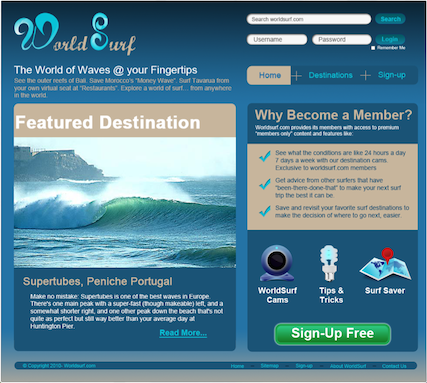 World Surf
Search worldsurf.com
Search
Username
Password
Login
Remember Me
The World of Waves @ your Fingertips
See the outer reefs of Bali. Save Morocco's "Money Wave". Surf Tavarua from
your own virtual seat at "Restaurants". Explore a world of surf... from anywhere
in the world.
Home
Destinations
Sign-up
Featured Destination
Supertubes, Peniche Portugal
Make no mistake: Supertubes is one of the best waves in Europe.
There's one main peak with a super-fast (though makeable) left, and a
somewhat shorter right, and one other peak down the beach that's not
quite as perfect but still way better than your average day at
Huntington Pier.
Read More...
Why Become a Member?
Worldsurf.com provides its members with access to premium
"members only" content and features like:
See what the conditions are like 24 hours a day
7 days a week with our destination cams.
Exclusive to worldsurf.com members
Get advice from other surfers that have
"been-there-done-that" to make your next surf
trip the best it can be.
Save and revisit your favorite surf destinations to
make the decision of where to go next, easier.
WorldSurf
Cams
Tips &
Tricks
Surf Saver
Sign-Up Free
© Copyright 2010- Worldsurf.com
Home
Sitemap
Sign-up
About WorldSurf
Contact Us